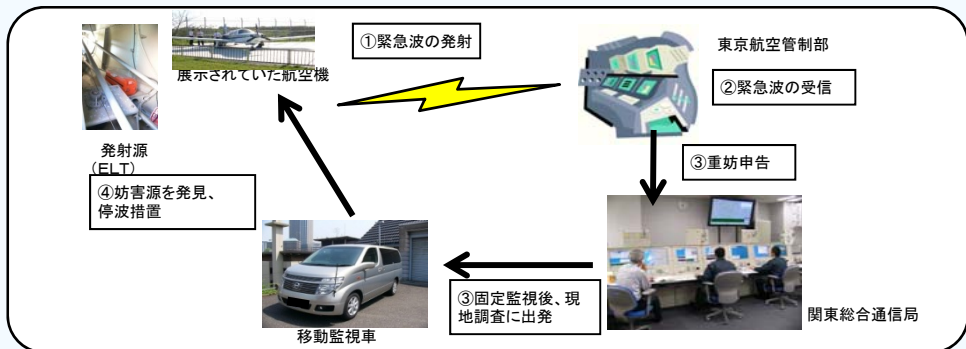 ①緊急波の発射
東京航空管制部
②緊急波の受信
展示されていた航空機
発射源
（ELT）
③重妨申告
④妨害源を発見、
停波措置
③固定監視後、現
地調査に出発
関東総合通信局
移動監視車